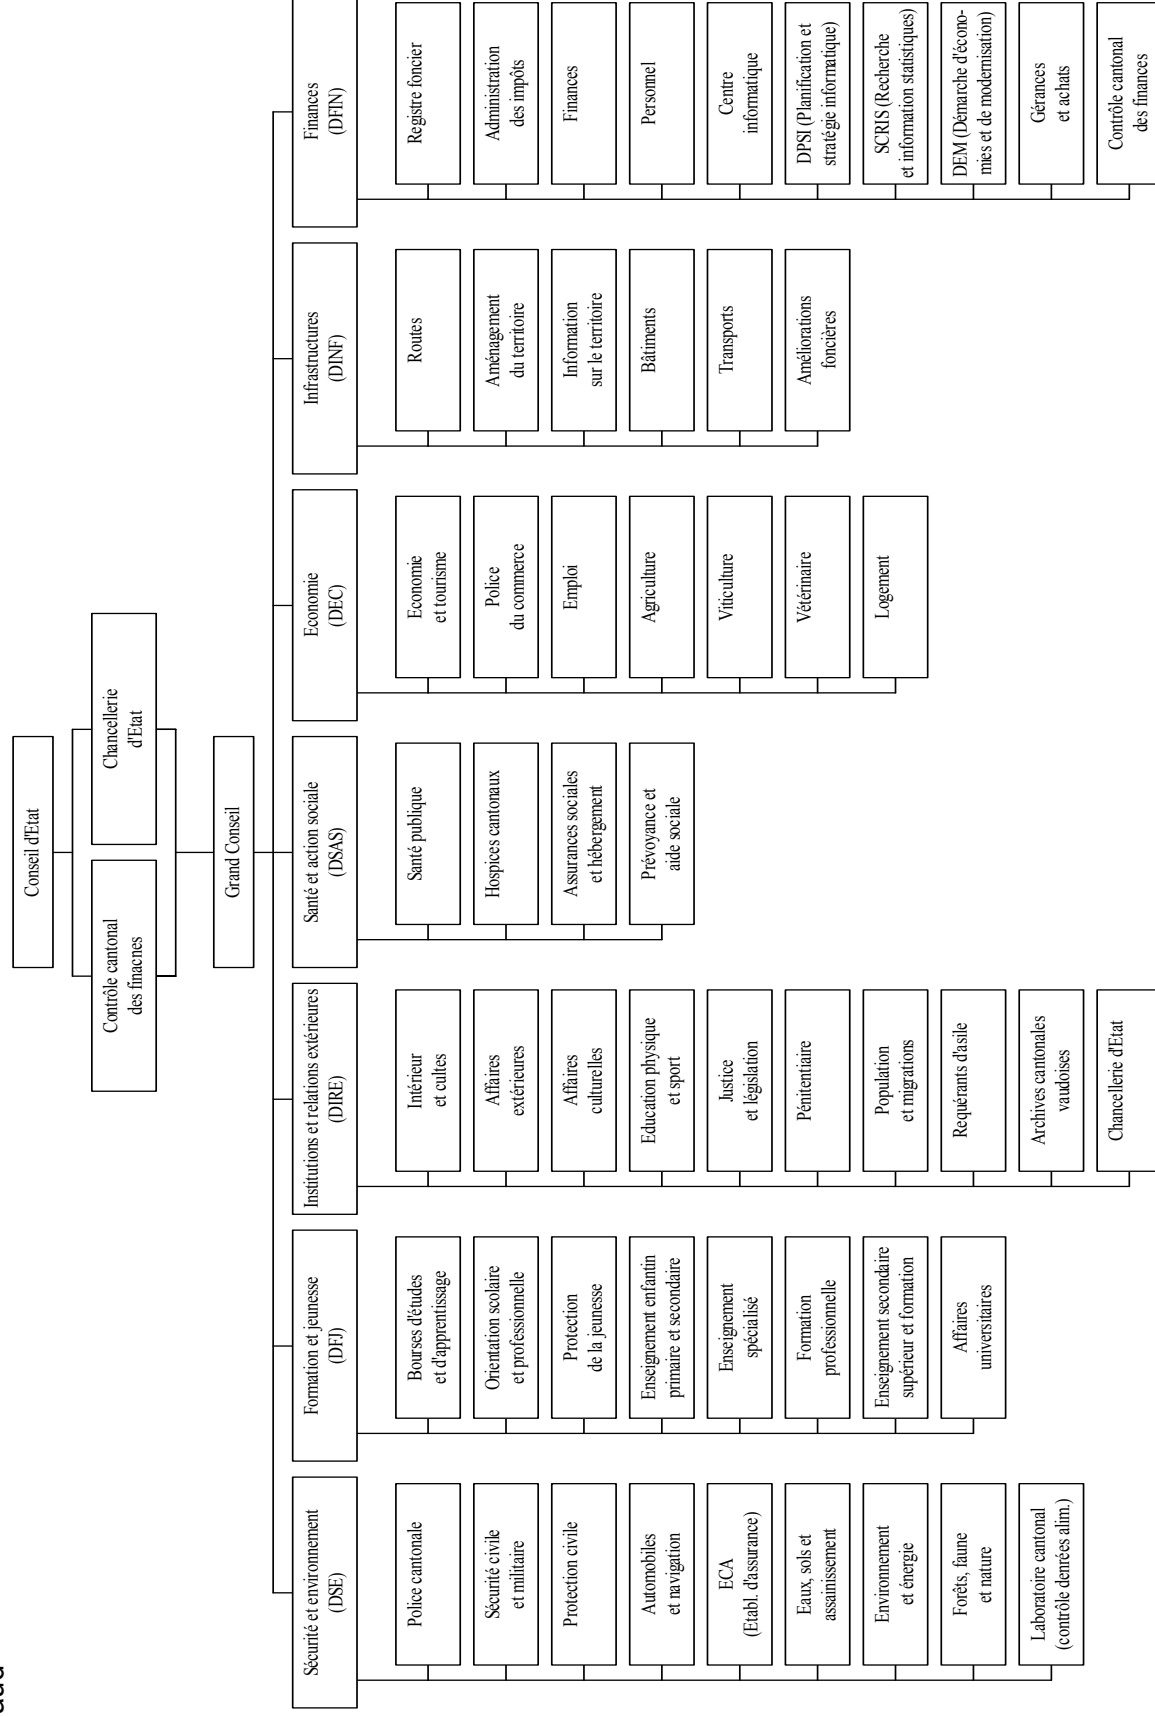 Conseil d'Etat
Contrôle cantonal
des finacnes
Chancellerie
d'Etat
Grand Conseil
Sécurité et environnement
(DSE)
Police cantonale
Sécurité civile
et militaire
Protection civile
Automobiles
et navigation
ECA
(Etabl. d'assurance)
Eaux, sols et
assainissement
Environnement
et énergie
Forêts, faune
et nature
Laboratoire cantonal
(contrôle denrées alim.)
Formation et jeunesse
(DFJ)
Bourses d'études
et d'apprentissage
Orientation scolaire
et professionnelle
Protection
de la jeunesse
Enseignement enfantin
primaire et secondaire
Enseignement
spécialisé
Formation
professionnelle
Enseignement secondaire
supérieur et formation
Affaires
universitaires
Institutions et relations extérieures
(DIRE)
Intérieur
et cultes
Affaires
extérieures
Affaires
culturelles
Education physique
et sport
Justice
et législation
Pénitentiaire
Population
et migrations
Requérants d'asile
Archives cantonales
vaudoises
Chancellerie d'Etat
Santé et action sociale
(DSAS)
Santé publique
Hospices cantonaux
Assurances sociales
et hébergement
Prévoyance et
aide sociale
Economie
(DEC)
Economie
et tourisme
Police
du commerce
Emploi
Agriculture
Viticulture
Vétérinaire
Logement
Infrastructures
(DINF)
Routes
Aménagement
du territoire
Information
sur le territoire
Bâtiments
Transports
Améliorations
foncières
Finances
(DFIN)
Registre foncier
Administration
des impôts
Finances
Personnel
Centre
informatique
DPSI (Planification et
stratégie informatique)
SCRIS (Recherche
et information statistiques)
DEM (Démarche d'écono-
mies et de modernisation)
Gérances
et achats
Contrôle cantonal
des finances